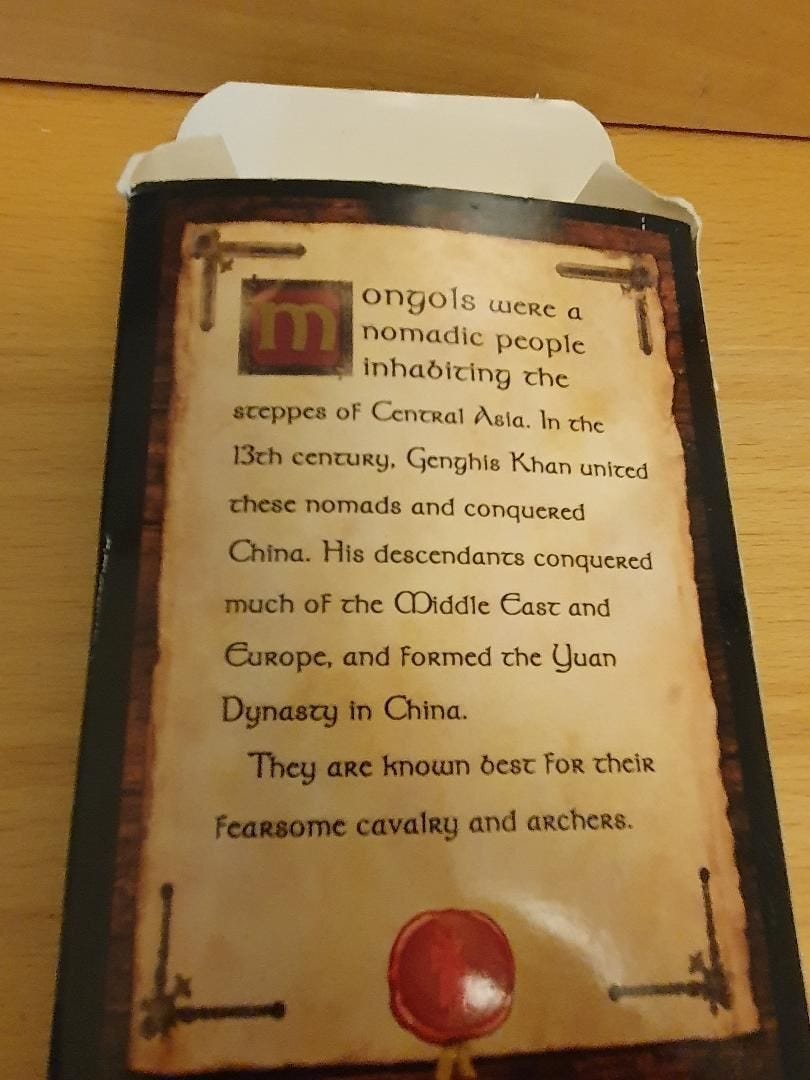 Mongols were a
nomadic people
inhabiting the
steppes of Central Asia. In the
13th century, Genghis Khan united
these nomads and conquered
China. His descendants conquered
much of the Middle East and
Europe, and formed the Yuan
Dynasty in China.
They are known best for their
fearsome cavalry and archers.